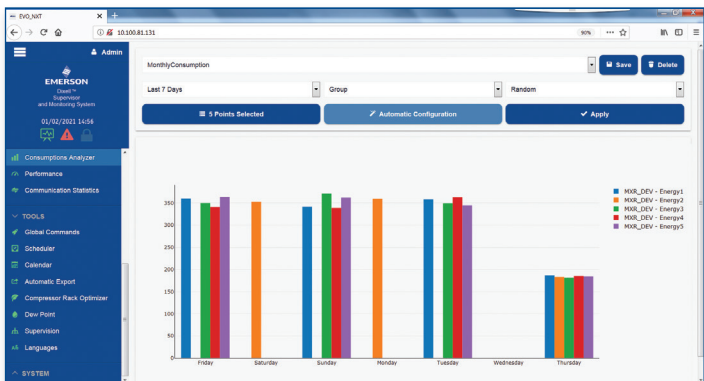 EVO_NXT
10.100.81.131
90%
Admin
EMERSON
Dixell™
Supervisor
and Monitoring System
01/02/2021 14:56
Consumptions Analyzer
Performance
Communication Statistics
TOOLS
Global Commands
Scheduler
Calendar
Automatic Export
Compressor Rack Optimizer
Dew Point
Supervision
Languages
SYSTEM
MonthlyConsumption
Save
Delete
Last 7 Days
Group
Random
5 Points Selected
Automatic Configuration
Apply
350
300
250
200
150
100
50
0
Friday
Saturday
Sunday
Monday
Tuesday
Wednesday
Thursday
MXR_DEV - Energy1
MXR_DEV - Energy2
MXR_DEV - Energy3
MXR_DEV - Energy4
MXR_DEV - Energy5